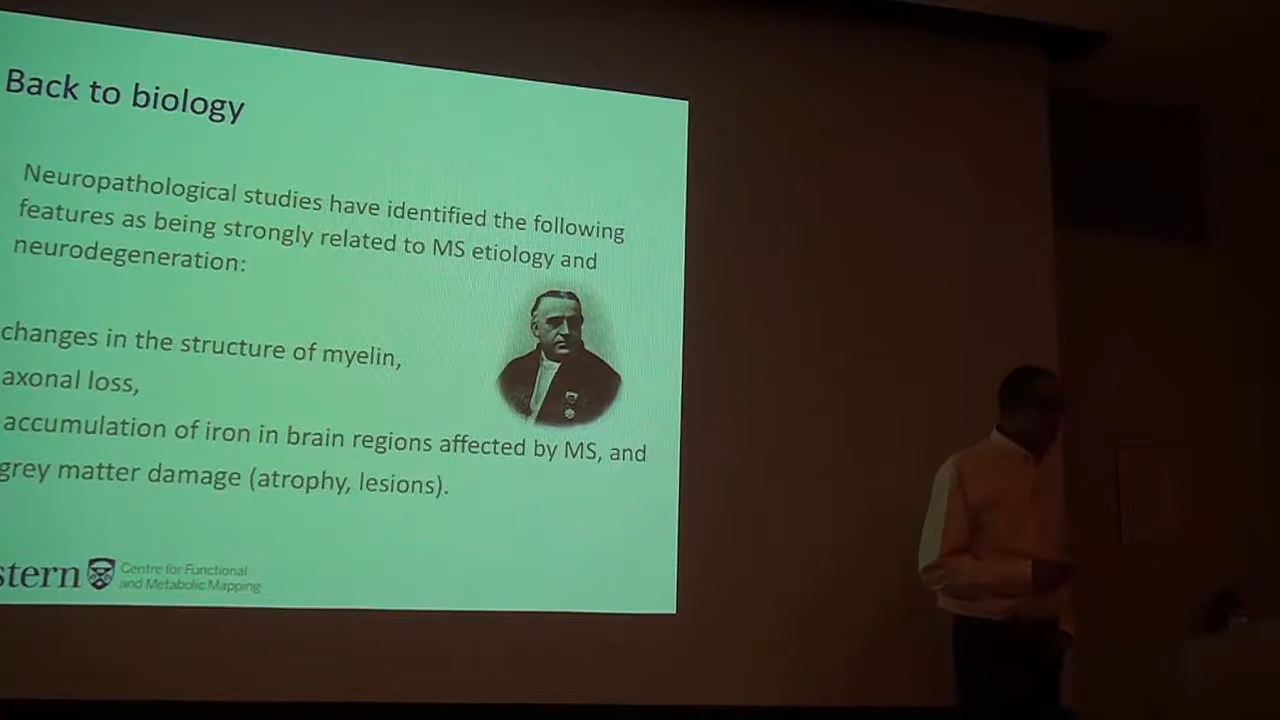 Back to biology
Neuropathological studies have identified the following
features as being strongly related to MS etiology and
neurodegeneration:
changes in the structure of myelin,
axonal loss,
accumulation of iron in brain regions affected by MS, and
grey matter damage (atrophy, lesions).
stern
Centre for Functional
and Metabolic Mapping